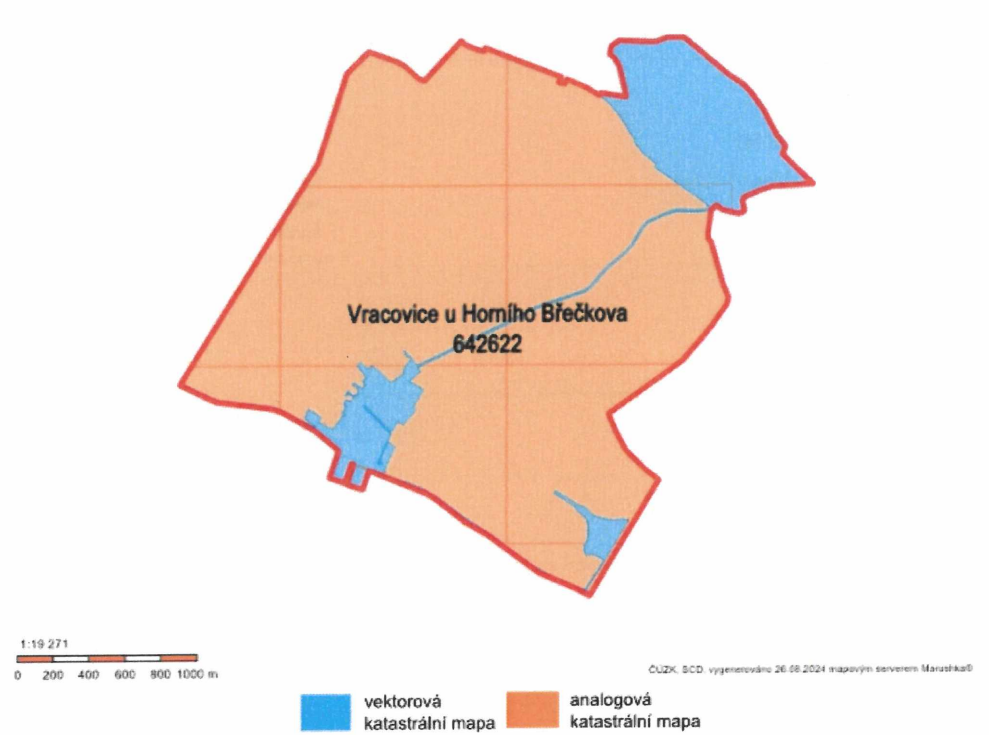 Vracovice u Horního Břečkova
642622
1:19 271
0 200 400 600 800 1000 m
ČÚZK, SCD, vygenerováno 26.08.2024 mapovým serverem Marushka®
vektorová
katastrální mapa
analogová
katastrální mapa